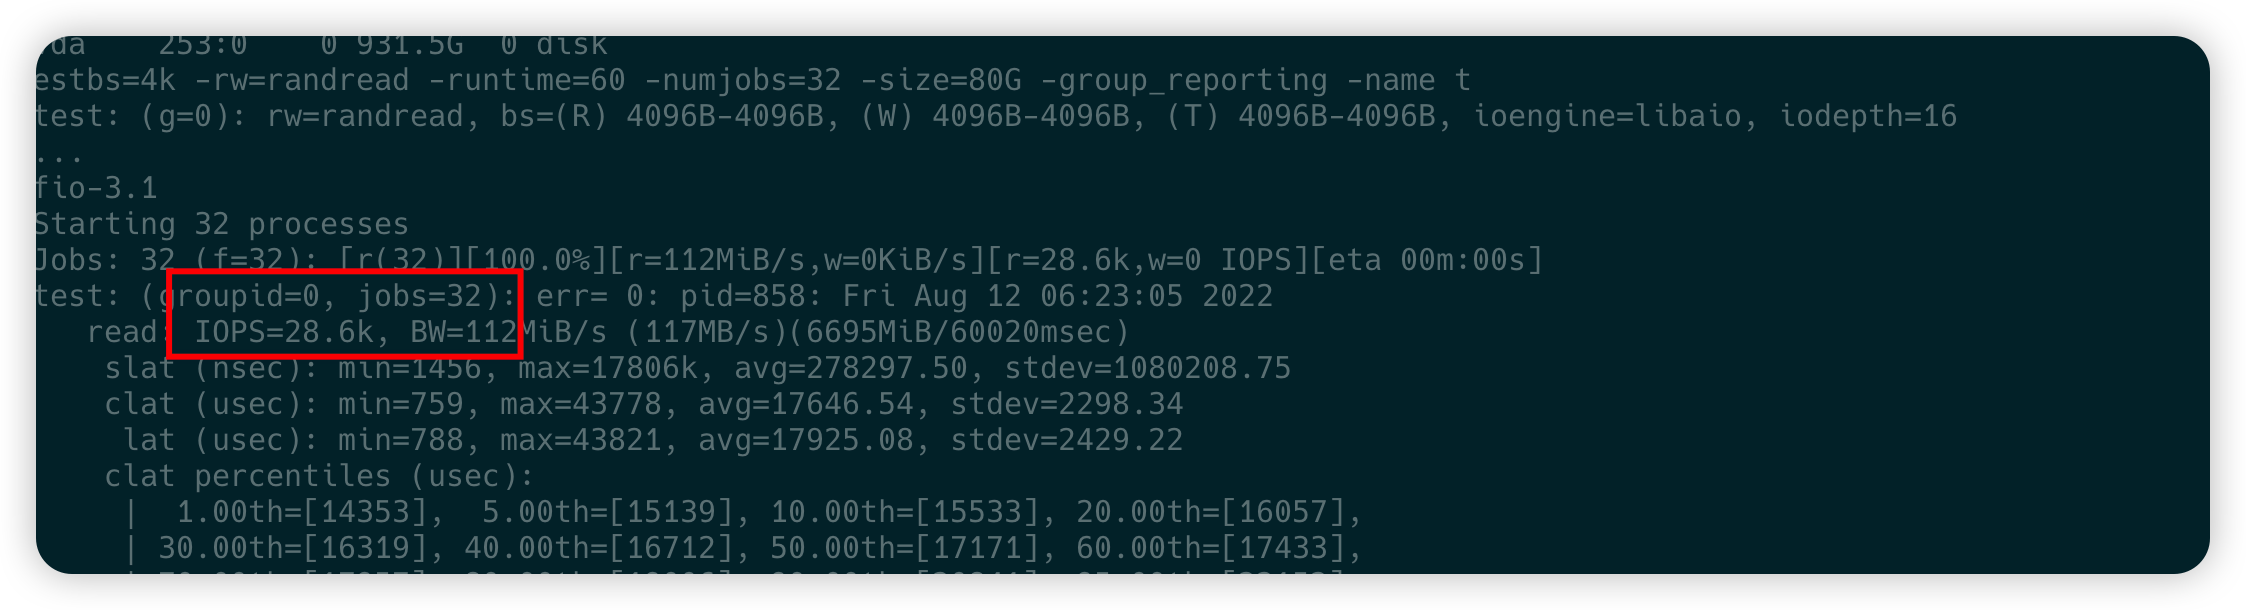 da    253:0    0 931.5G  0 disk
estbs=4k -rw=randread -runtime=60 -numjobs=32 -size=80G -group_reporting -name t
test: (g=0): rw=randread, bs=(R) 4096B-4096B, (W) 4096B-4096B, (T) 4096B-4096B, ioengine=libaio, iodepth=16
...
fio-3.1
Starting 32 processes
Jobs: 32 (f=32): [r(32)][100.0%][r=112MiB/s,w=0KiB/s][r=28.6k,w=0 IOPS][eta 00m:00s]
test: (groupid=0, jobs=32): err= 0: pid=858: Fri Aug 12 06:23:05 2022
   read: IOPS=28.6k, BW=112MiB/s (117MB/s)(6695MiB/60020msec)
    slat (nsec): min=1456, max=17806k, avg=278297.50, stdev=1080208.75
    clat (usec): min=759, max=43778, avg=17646.54, stdev=2298.34
     lat (usec): min=788, max=43821, avg=17925.08, stdev=2429.22
    clat percentiles (usec):
     |  1.00th=[14353],  5.00th=[15139], 10.00th=[15533], 20.00th=[16057],
     | 30.00th=[16319], 40.00th=[16712], 50.00th=[17171], 60.00th=[17433],